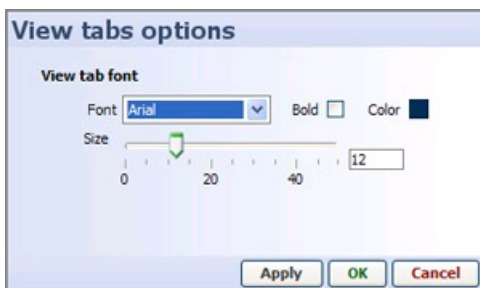 View tabs options
View tab font
Font Arial Bold Color
Size
12
0 20 40
Apply OK Cancel